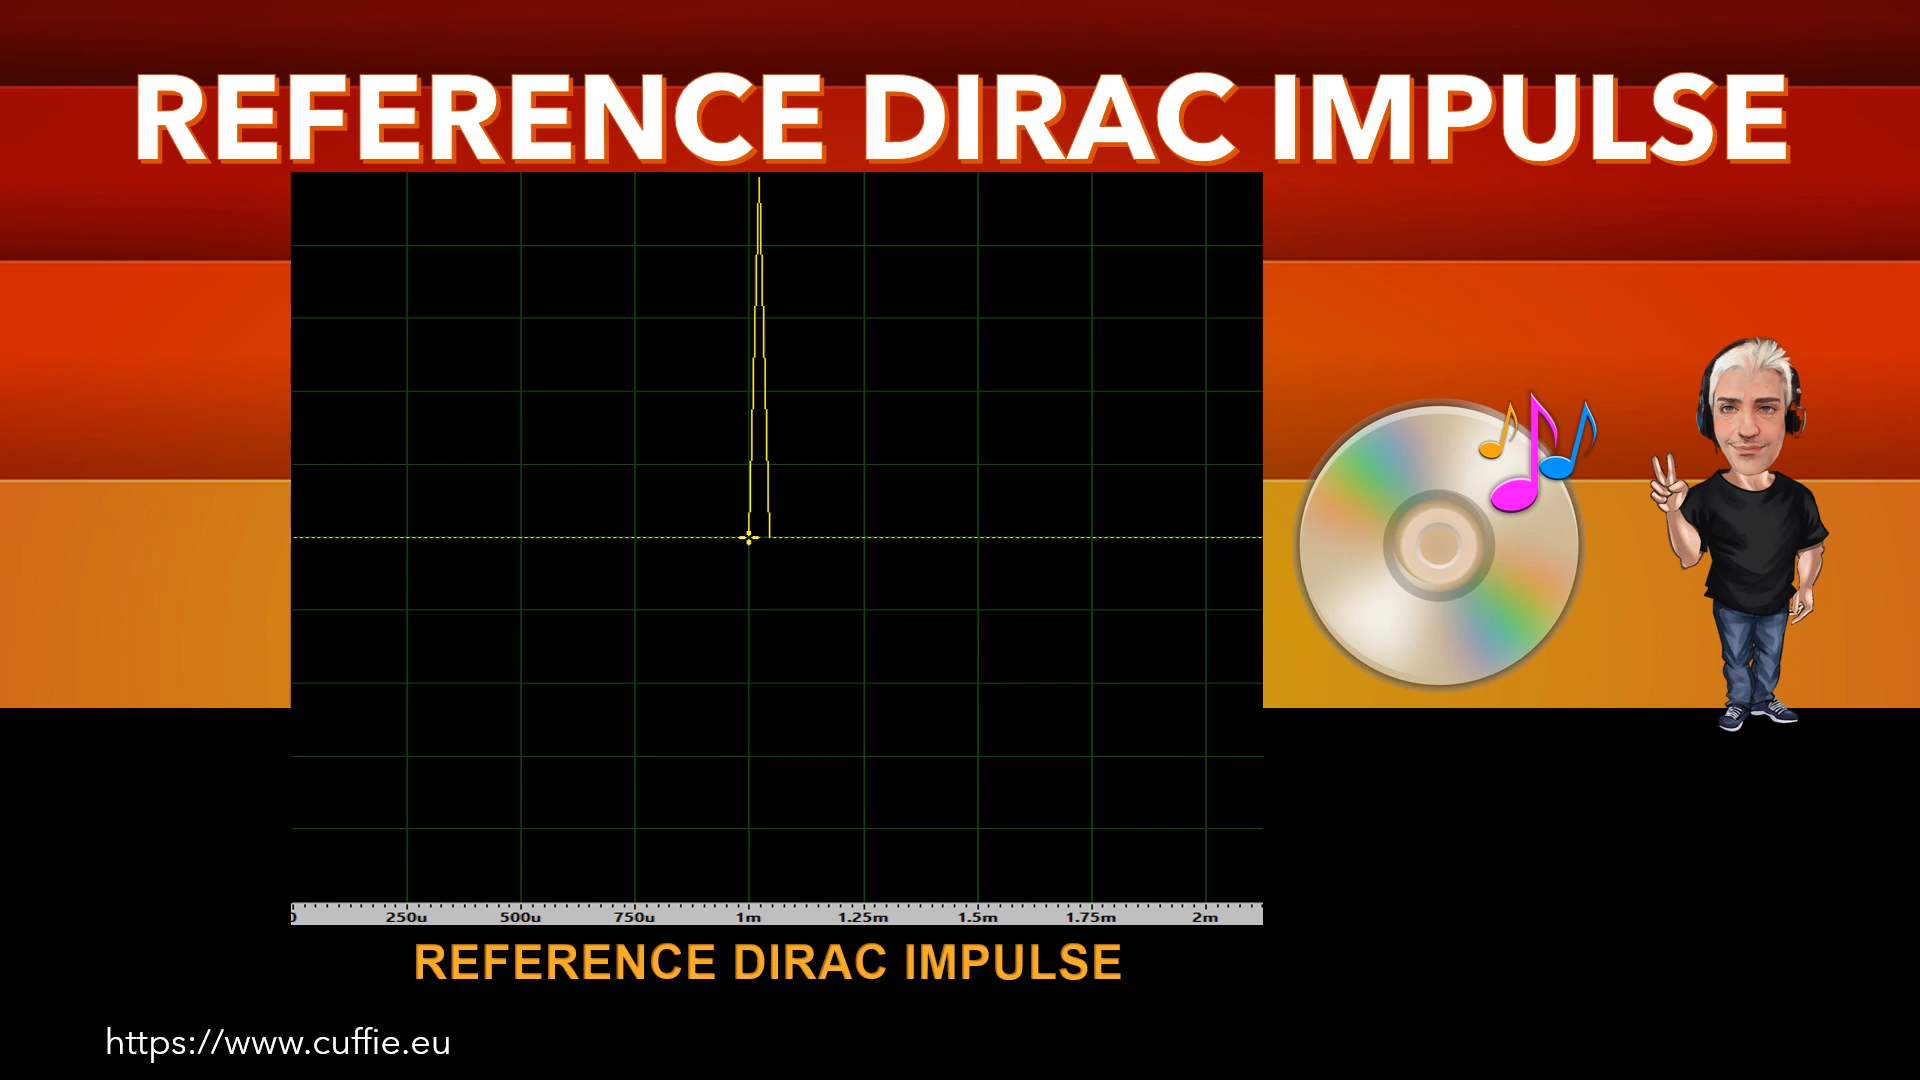 REFERENCE DIRAC IMPULSE
0 250u 500u 750u 1m 1.25m 1.5m 1.75m 2m
REFERENCE DIRAC IMPULSE
https://www.cuffie.eu